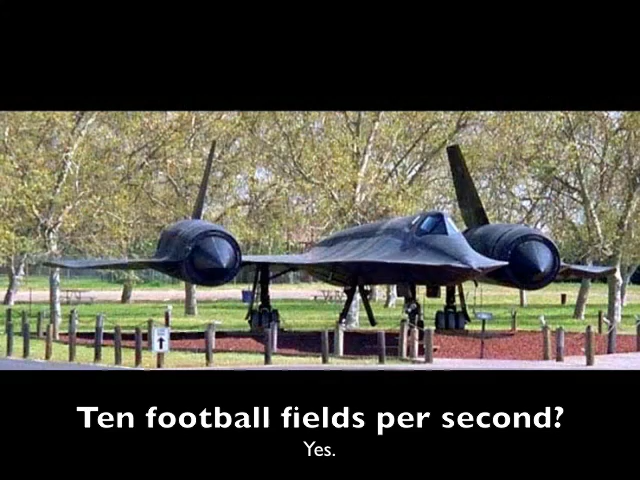 Ten football fields per second?
Yes.